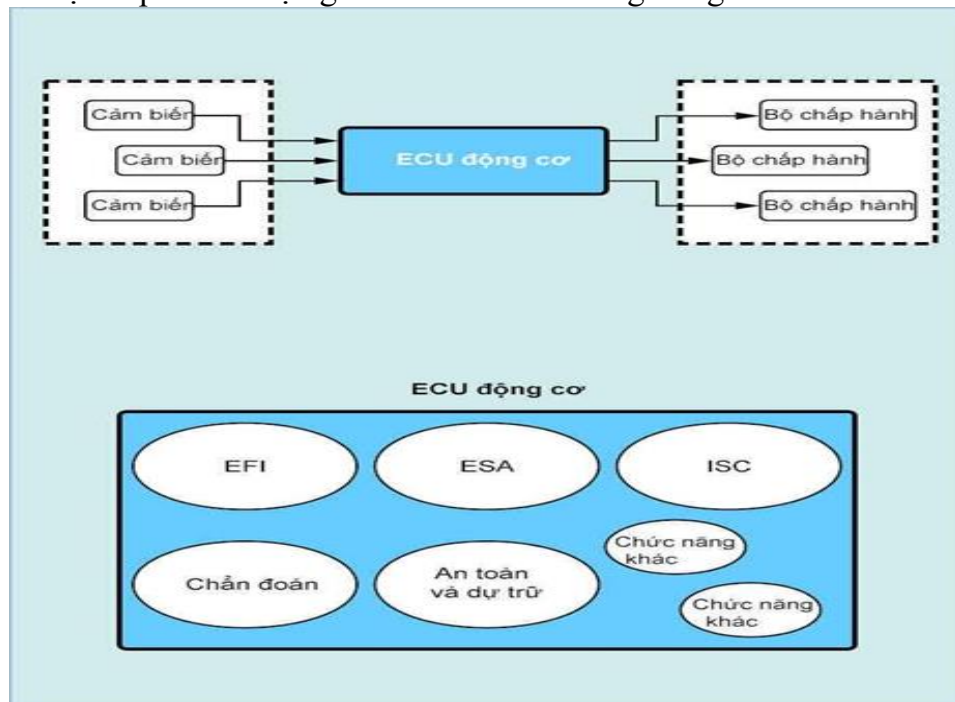 Cảm biến
Bộ chấp hành
Cảm biến
ECU động cơ
Bộ chấp hành
Cảm biến
Bộ chấp hành
ECU động cơ
EFI
ESA
ISC
Chẩn đoán
An toàn
và dự trữ
Chức năng
khác
Chức năng
khác